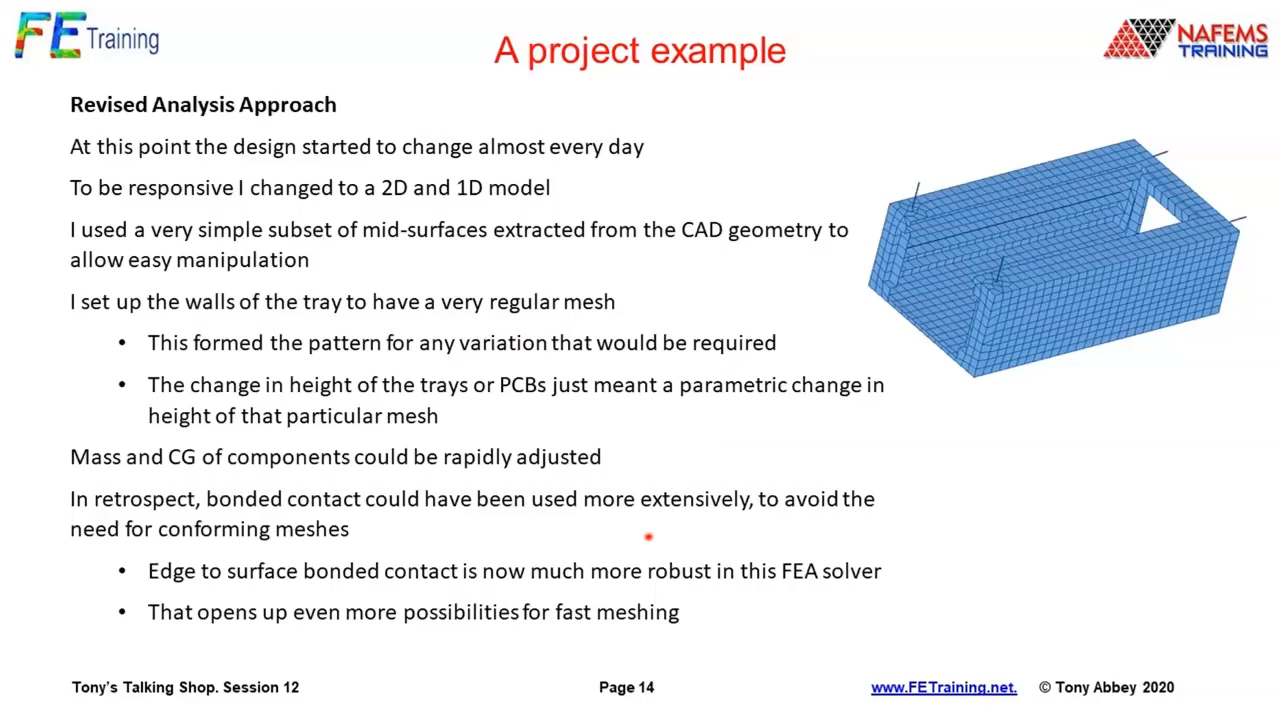 FE Training
A project example
NAFEMS
TRAINING
Revised Analysis Approach
At this point the design started to change almost every day
To be responsive I changed to a 2D and 1D model
I used a very simple subset of mid-surfaces extracted from the CAD geometry to
allow easy manipulation
I set up the walls of the tray to have a very regular mesh
• This formed the pattern for any variation that would be required
• The change in height of the trays or PCBs just meant a parametric change in
height of that particular mesh
Mass and CG of components could be rapidly adjusted
In retrospect, bonded contact could have been used more extensively, to avoid the
need for conforming meshes
• Edge to surface bonded contact is now much more robust in this FEA solver
• That opens up even more possibilities for fast meshing
Tony's Talking Shop. Session 12
Page 14
www.FETraining.net. © Tony Abbey 2020